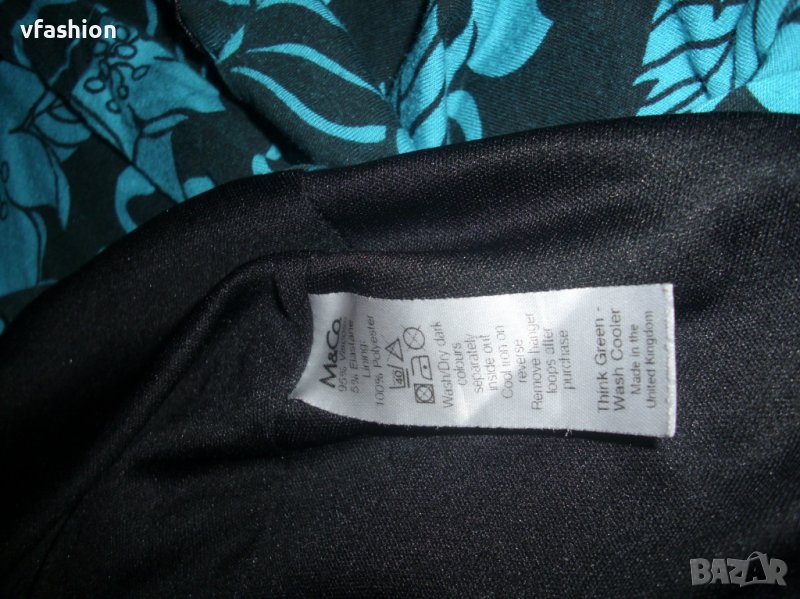 vfashion
M&Co.
95% Viscose
5% Elastane
Lining:
100% Polyester
40
Wash/Dry dark
colours
separately
inside out
Cool iron on
reverse
Remove hanger
loops after
purchase
Think Green -
Wash Cooler
Made in the
United Kingdom
BAZAR